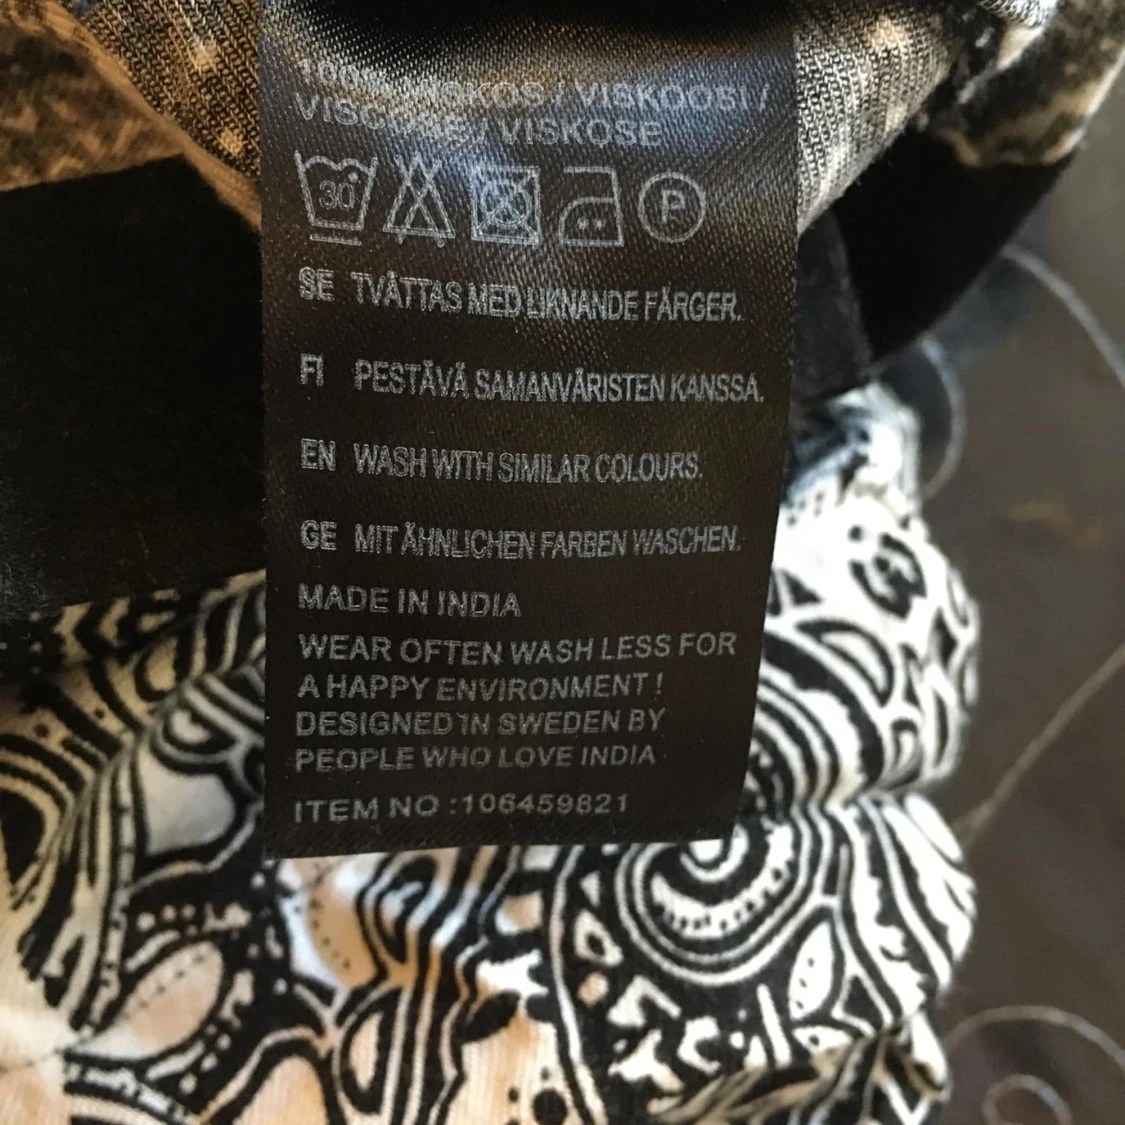 100% VISKOS / VISKOOSI /
VISCOSE / VISKOSE
30°
P
SE TVÄTTAS MED LIKNANDE FÄRGER.
FI PESTÄVÄ SAMANVÄRISTEN KANSSA.
EN WASH WITH SIMILAR COLOURS.
GE MIT ÄHNLICHEN FARBEN WASCHEN.
MADE IN INDIA
WEAR OFTEN WASH LESS FOR
A HAPPY ENVIRONMENT !
DESIGNED IN SWEDEN BY
PEOPLE WHO LOVE INDIA
ITEM NO :106459821